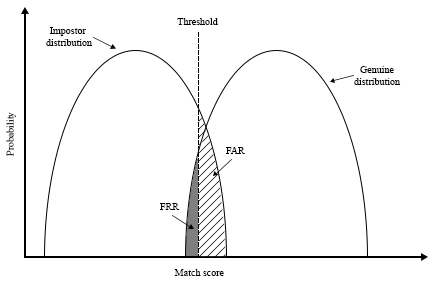 Threshold
Impostor
distribution
Genuine
distribution
Probability
FAR
FRR
Match score